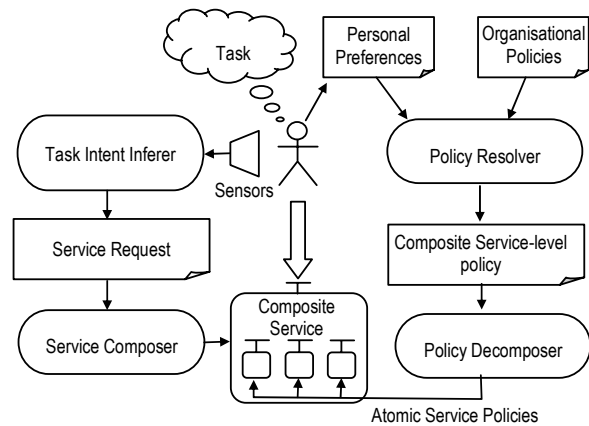 Task
Personal
Preferences
Organisational
Policies
Task Intent Inferer
Sensors
Policy Resolver
Service Request
Composite Service-level
policy
Composite
Service
Service Composer
Policy Decomposer
Atomic Service Policies